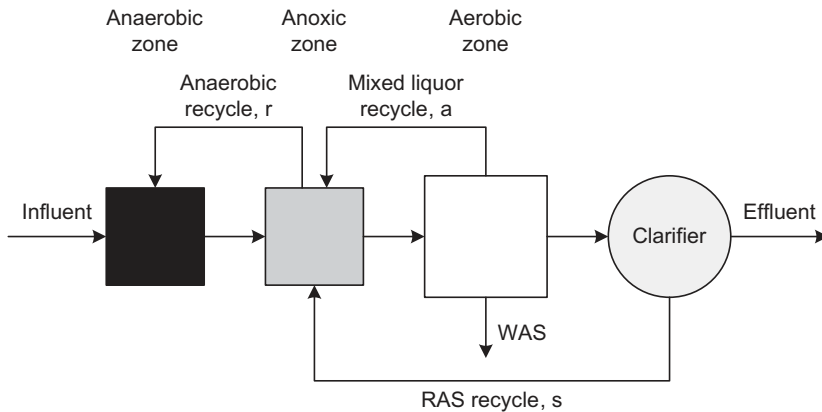 Anaerobic
zone
Anoxic
zone
Aerobic
zone
Anaerobic
recycle, r
Mixed liquor
recycle, a
Influent
Clarifier
Effluent
WAS
RAS recycle, s